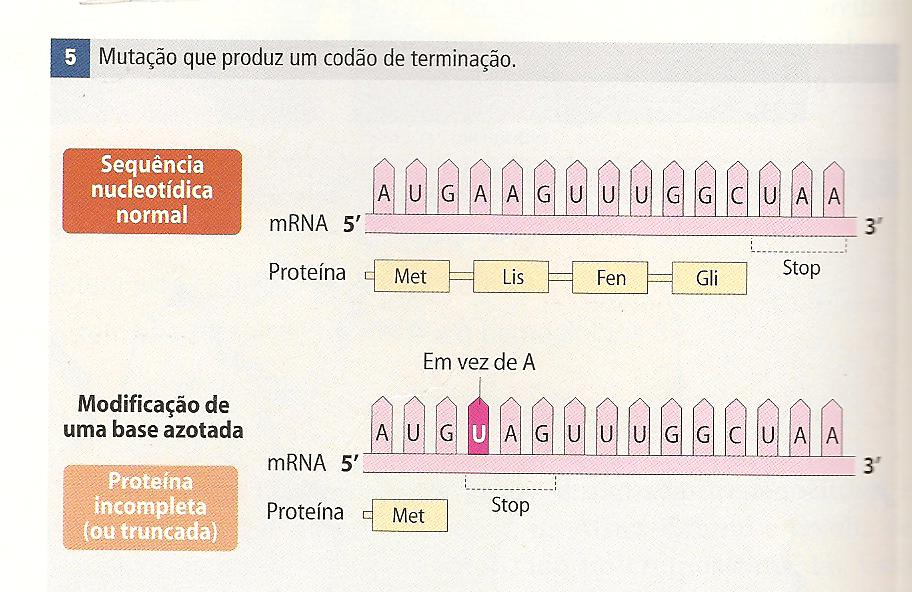 5 Mutação que produz um codão de terminação.
Sequência
nucleotídica
normal
A U G A A G U U U G G C U A A
mRNA 5’ 3’
Stop
Proteína Met Lis Fen Gli
Em vez de A
Modificação de
uma base azotada
A U G U A G U U U G G C U A A
mRNA 5’ 3’
Stop
Proteína
incompleta
(ou truncada)
Proteína Met